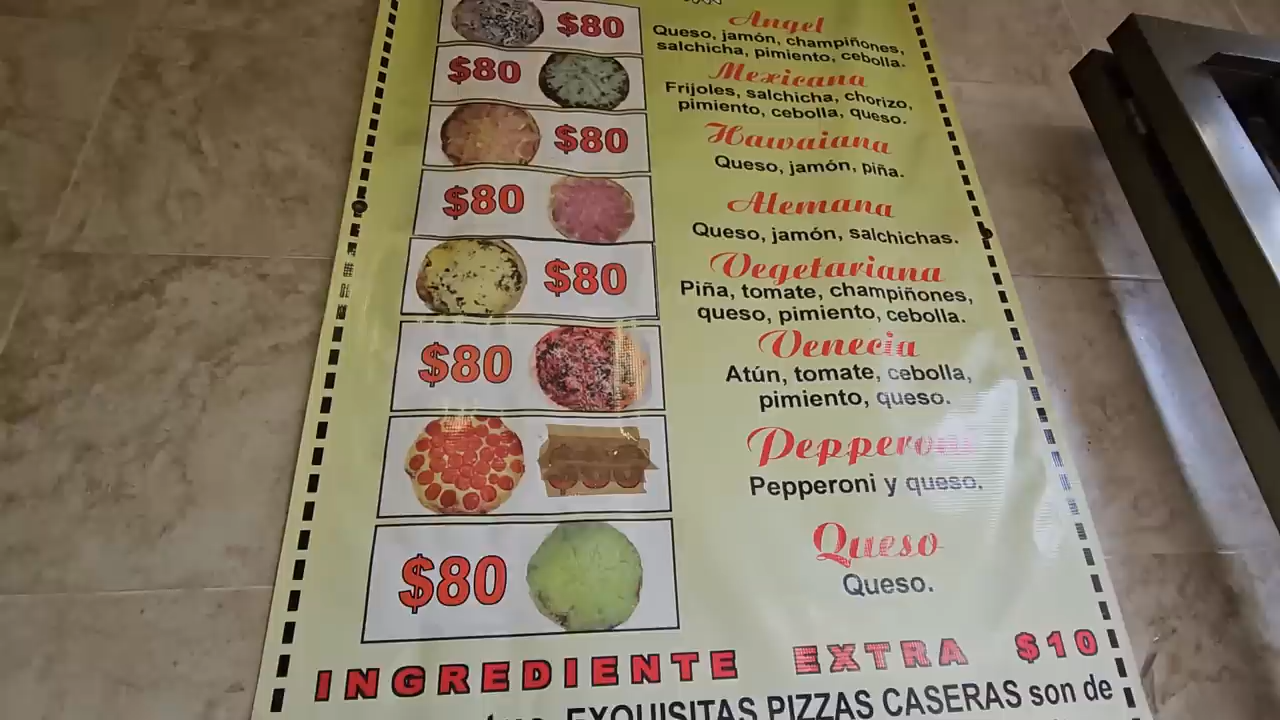 $80
Angel
Queso, jamón, champiñones,
salchicha, pimiento, cebolla.
$80
Mexicana
Frijoles, salchicha, chorizo,
pimiento, cebolla, queso.
$80
Hawaiana
Queso, jamón, piña.
$80
Alemana
Queso, jamón, salchichas.
$80
Vegetariana
Piña, tomate, champiñones,
queso, pimiento, cebolla.
$80
Venecia
Atún, tomate, cebolla,
pimiento, queso.
Pepperoni
Pepperoni y queso.
$80
Queso
Queso.
INGREDIENTE EXTRA $10
EXQUISITAS PIZZAS CASERAS son de